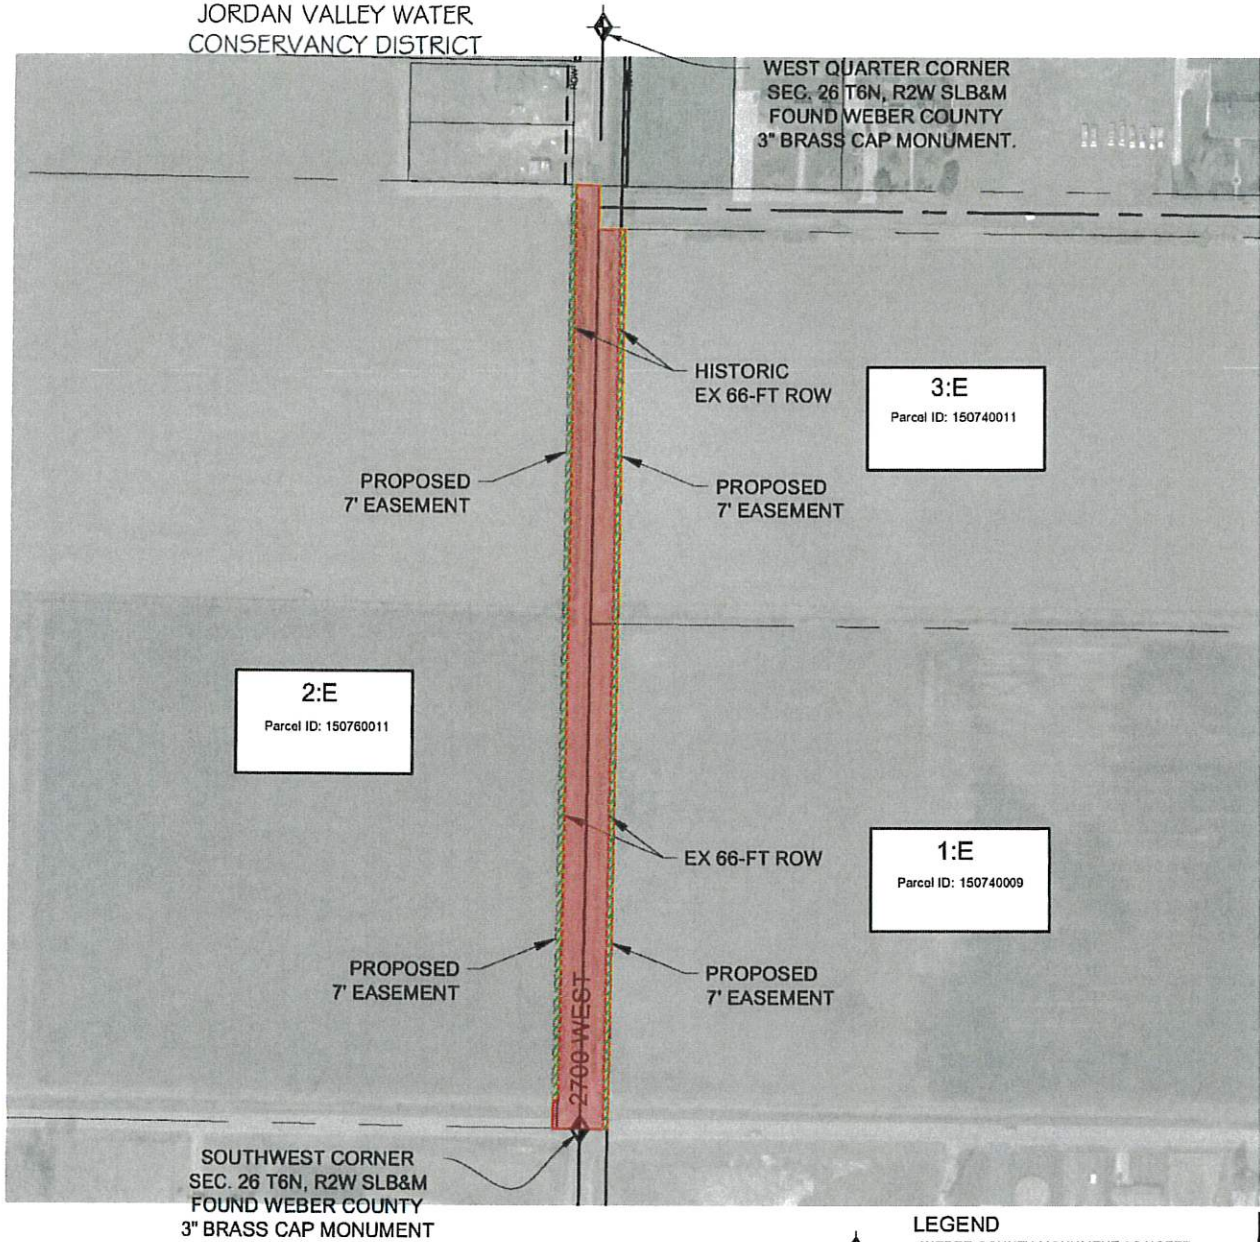 JORDAN VALLEY WATER
CONSERVANCY DISTRICT
WEST QUARTER CORNER
SEC. 26 T6N, R2W SLB&M
FOUND WEBER COUNTY
3" BRASS CAP MONUMENT.
HISTORIC
EX 66-FT ROW
3:E
Parcel ID: 150740011
PROPOSED
7' EASEMENT
PROPOSED
7' EASEMENT
2:E
Parcel ID: 150760011
EX 66-FT ROW
1:E
Parcel ID: 150740009
PROPOSED
7' EASEMENT
PROPOSED
7' EASEMENT
2700 WEST
SOUTHWEST CORNER
SEC. 26 T6N, R2W SLB&M
FOUND WEBER COUNTY
3" BRASS CAP MONUMENT
LEGEND